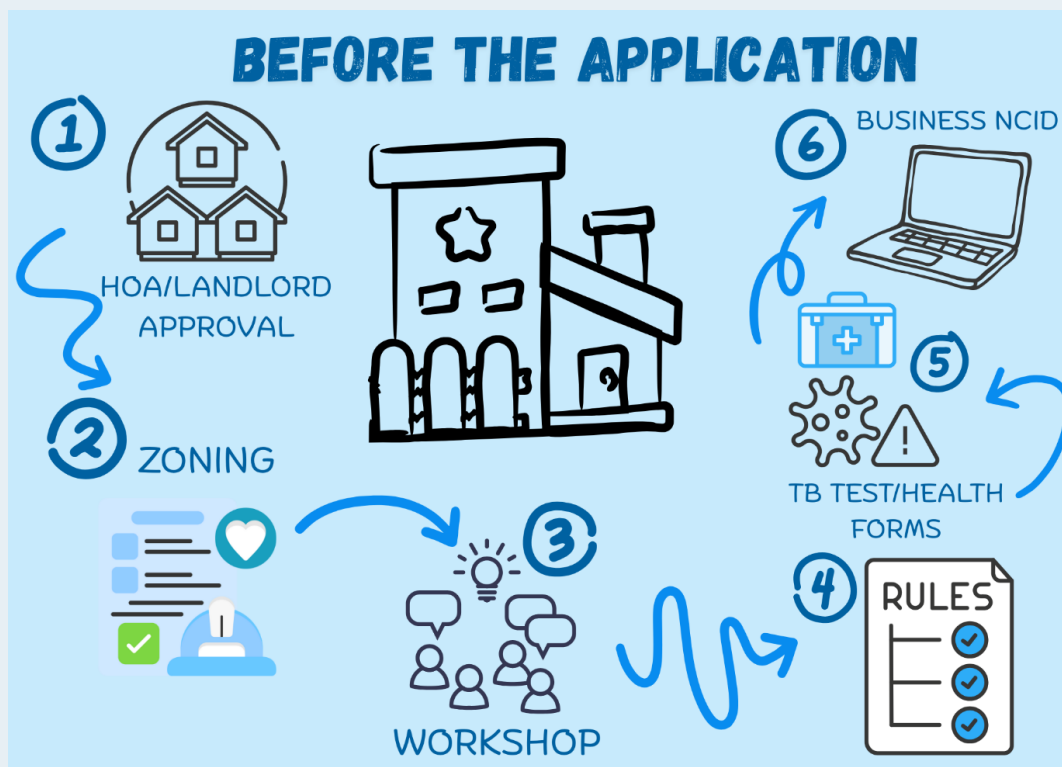 BEFORE THE APPLICATION
1
HOA/LANDLORD
APPROVAL
2
ZONING
3
WORKSHOP
4
RULES
5
TB TEST/HEALTH
FORMS
6
BUSINESS NCID